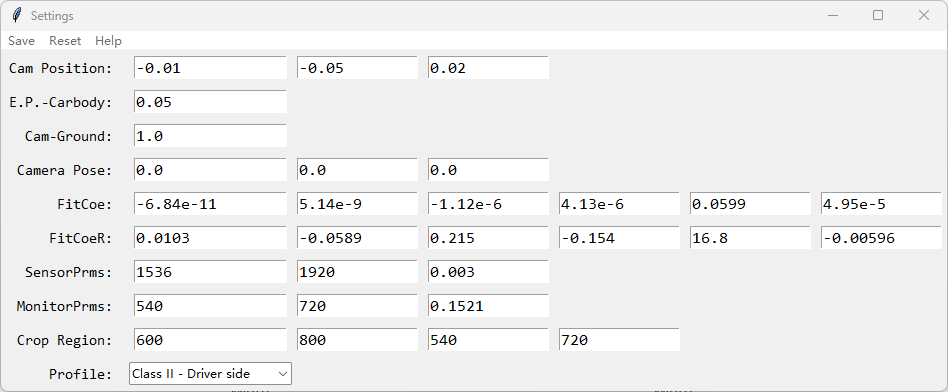 Settings
Save Reset Help
Cam Position: -0.01 -0.05 0.02
E.P.-Carbody: 0.05
Cam-Ground: 1.0
Camera Pose: 0.0 0.0 0.0
FitCoe: -6.84e-11 5.14e-9 -1.12e-6 4.13e-6 0.0599 4.95e-5
FitCoeR: 0.0103 -0.0589 0.215 -0.154 16.8 -0.00596
SensorPrms: 1536 1920 0.003
MonitorPrms: 540 720 0.1521
Crop Region: 600 800 540 720
Profile: Class II - Driver side